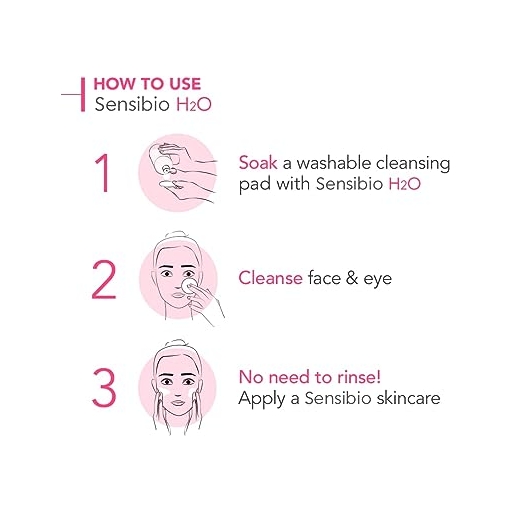 HOW TO USE
Sensibio H2O
1
Soak a washable cleansing
pad with Sensibio H2O
2
Cleanse face & eye
3
No need to rinse!
Apply a Sensibio skincare